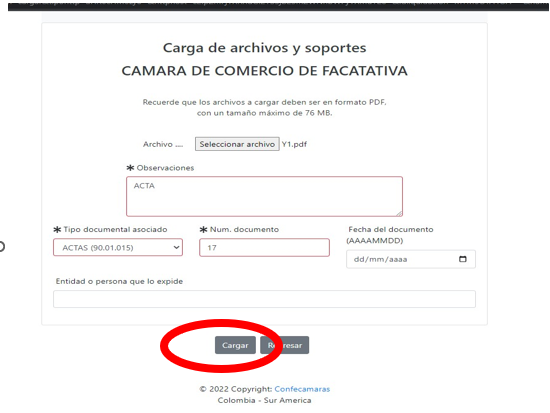 Carga de archivos y soportes
CAMARA DE COMERCIO DE FACATATIVA
Recuerde que los archivos a cargar deben ser en formato PDF,
con un tamaño máximo de 76 MB.
Archivo .... Seleccionar archivo Y1.pdf
* Observaciones
ACTA
* Tipo documental asociado * Num. documento Fecha del documento
(AAAAMMDD)
ACTAS (90.01.015) 17 dd/mm/aaaa
Entidad o persona que lo expide
Cargar
© 2022 Copyright: Confecamaras
Colombia - Sur America